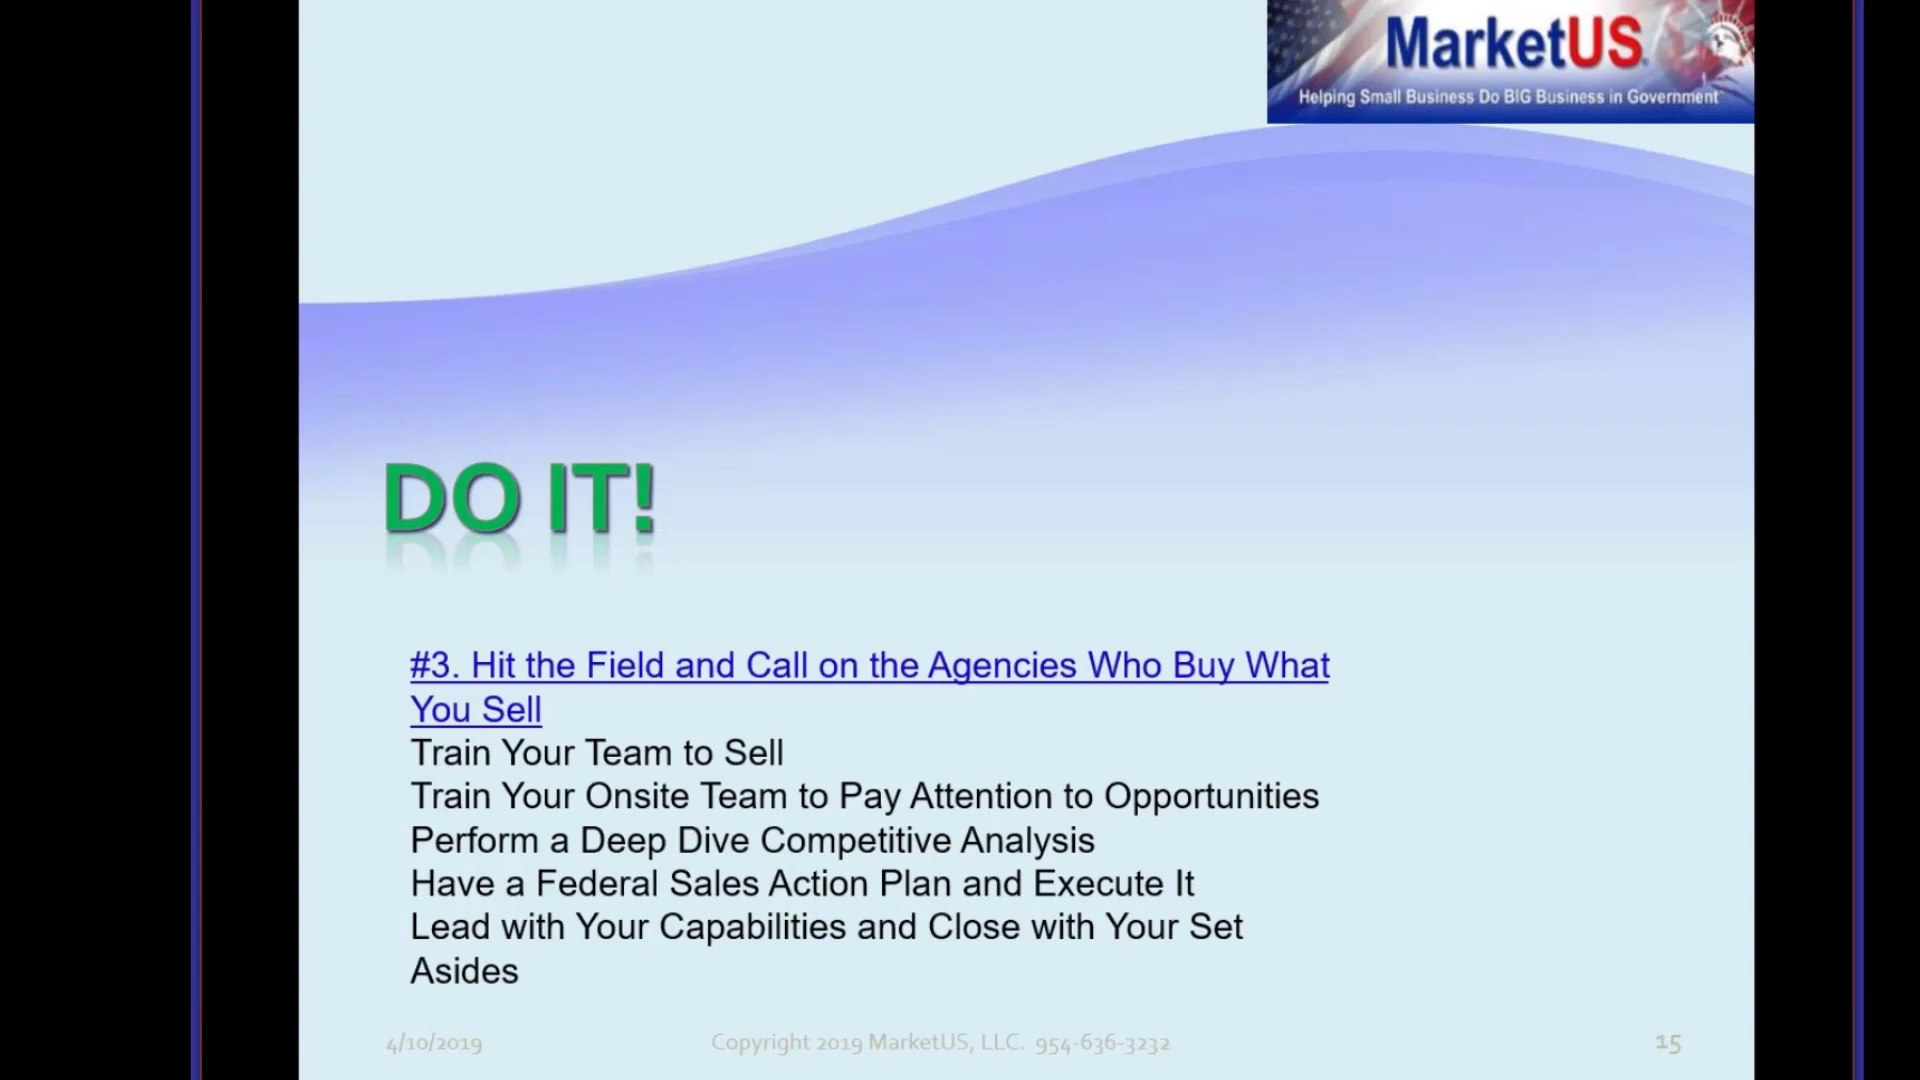 MarketUS
Helping Small Business Do BIG Business in Government
DO IT!
#3. Hit the Field and Call on the Agencies Who Buy What
You Sell
Train Your Team to Sell
Train Your Onsite Team to Pay Attention to Opportunities
Perform a Deep Dive Competitive Analysis
Have a Federal Sales Action Plan and Execute It
Lead with Your Capabilities and Close with Your Set
Asides
4/10/2019 Copyright 2019 MarketUS, LLC. 954-636-3232 15